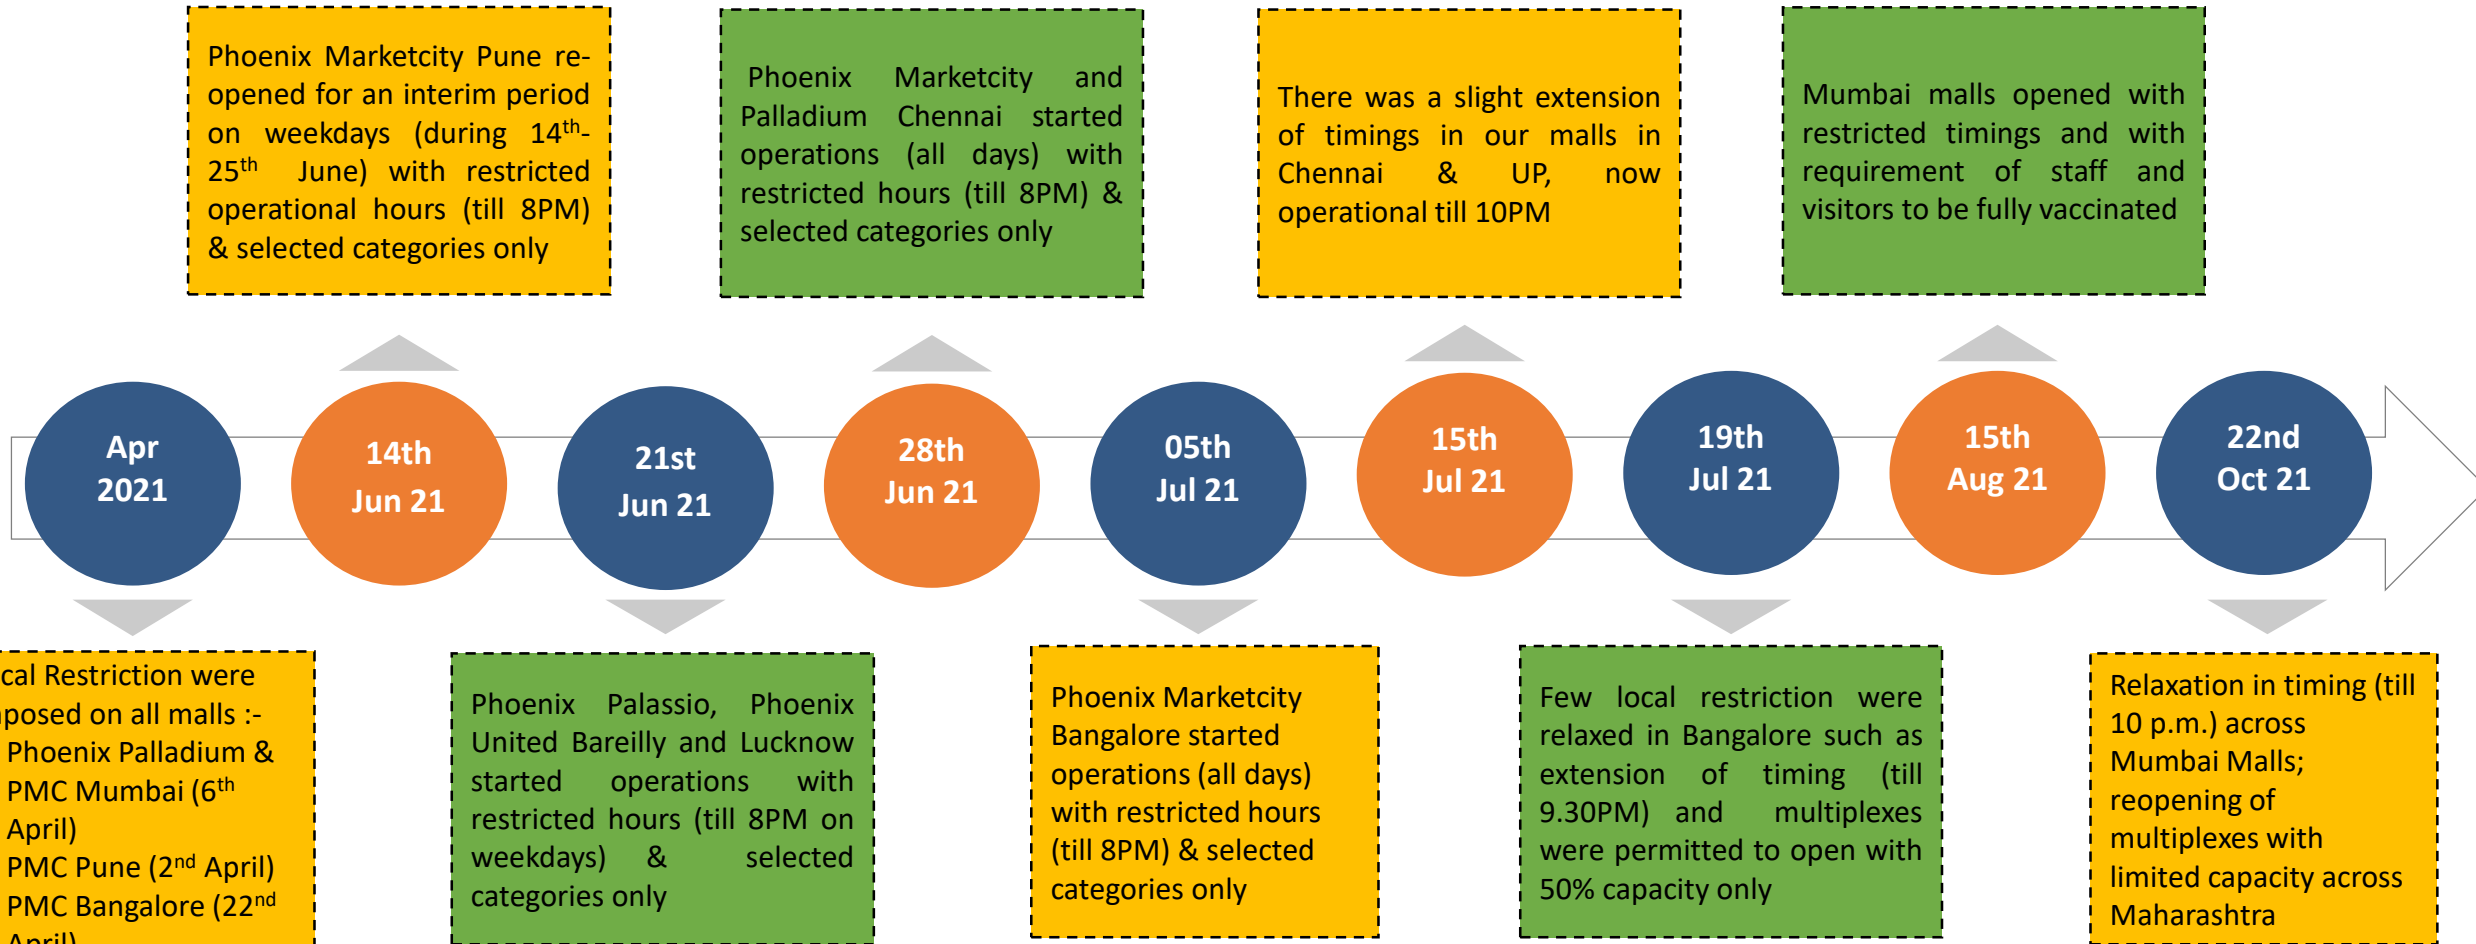 Phoenix Marketcity Pune re-
opened for an interim period
on weekdays (during 14th-
25th June) with restricted
operational hours (till 8PM)
& selected categories only
Phoenix Marketcity and
Palladium Chennai started
operations (all days) with
restricted hours (till 8PM) &
selected categories only
There was a slight extension
of timings in our malls in
Chennai & UP, now
operational till 10PM
Mumbai malls opened with
restricted timings and with
requirement of staff and
visitors to be fully vaccinated
Apr
2021
14th
Jun 21
21st
Jun 21
28th
Jun 21
05th
Jul 21
15th
Jul 21
19th
Jul 21
15th
Aug 21
22nd
Oct 21
cal Restriction were
posed on all malls :-
Phoenix Palladium &
PMC Mumbai (6th
April)
PMC Pune (2nd April)
PMC Bangalore (22nd
April)
Phoenix Palassio, Phoenix
United Bareilly and Lucknow
started operations with
restricted hours (till 8PM on
weekdays) & selected
categories only
Phoenix Marketcity
Bangalore started
operations (all days)
with restricted hours
(till 8PM) & selected
categories only
Few local restriction were
relaxed in Bangalore such as
extension of timing (till
9.30PM) and multiplexes
were permitted to open with
50% capacity only
Relaxation in timing (till
10 p.m.) across
Mumbai Malls;
reopening of
multiplexes with
limited capacity across
Maharashtra